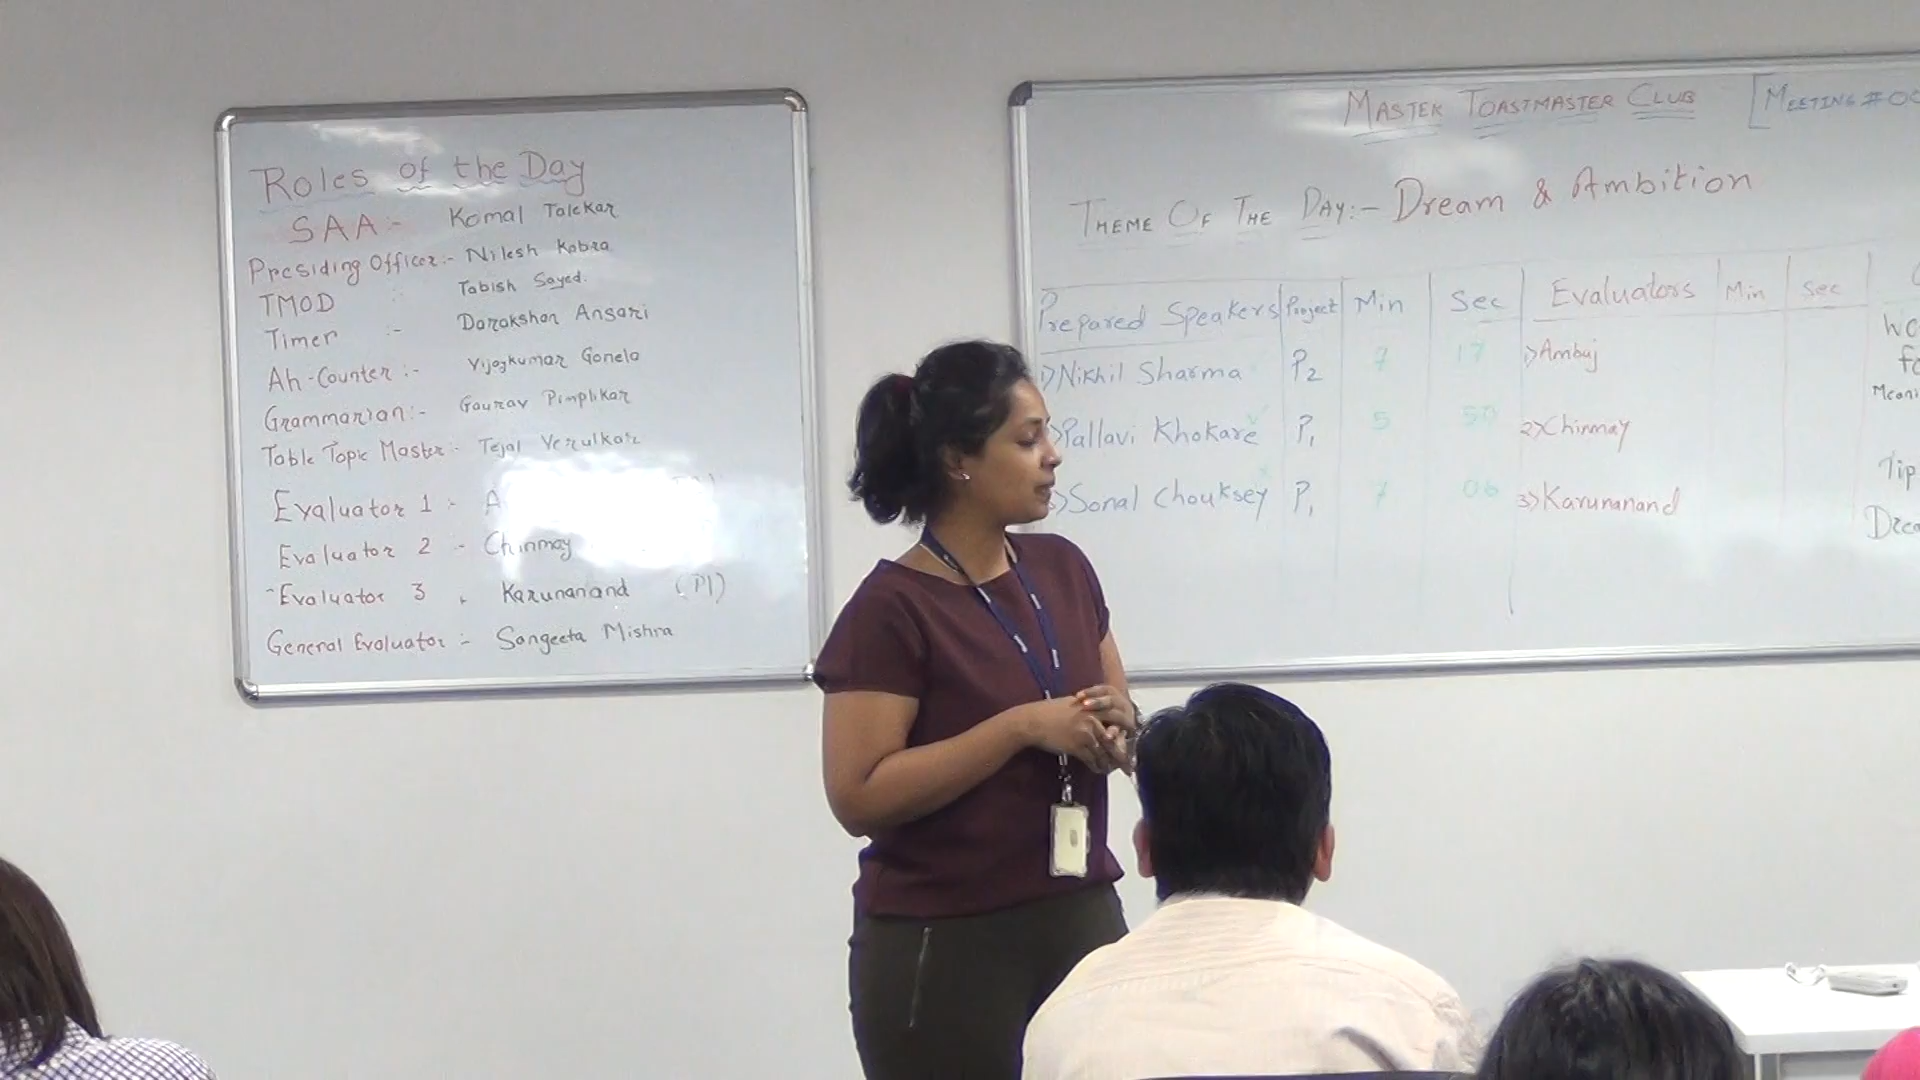 Roles of the Day
SAA :- Komal Talekar
Presiding Officer :- Nilesh Kabra
TMOD :- Tabish Sayed.
Timer :- Darakshan Ansari
Ah-Counter :- Vijaykumar Gonela
Grammarian :- Gaurav Pimplikar
Table Topic Master :- Tejal Verulkar
Evaluator 1 :- A
Evaluator 2 - Chinmay
Evaluator 3 Karunanand (P1)
General Evaluator :- Sangeeta Mishra
MASTEK TOASTMASTER CLUB [MEETING #00
THEME OF THE DAY :- Dream & Ambition
Prepared Speakers Project Min Sec Evaluators Min Sec
1) Nikhil Sharma P2 7 17 1) Ambuj
Pallavi Khokare P1 5 50 2) Chinmay
3) Sonal Chouksey P1 7 06 3) Karunanand
Tip